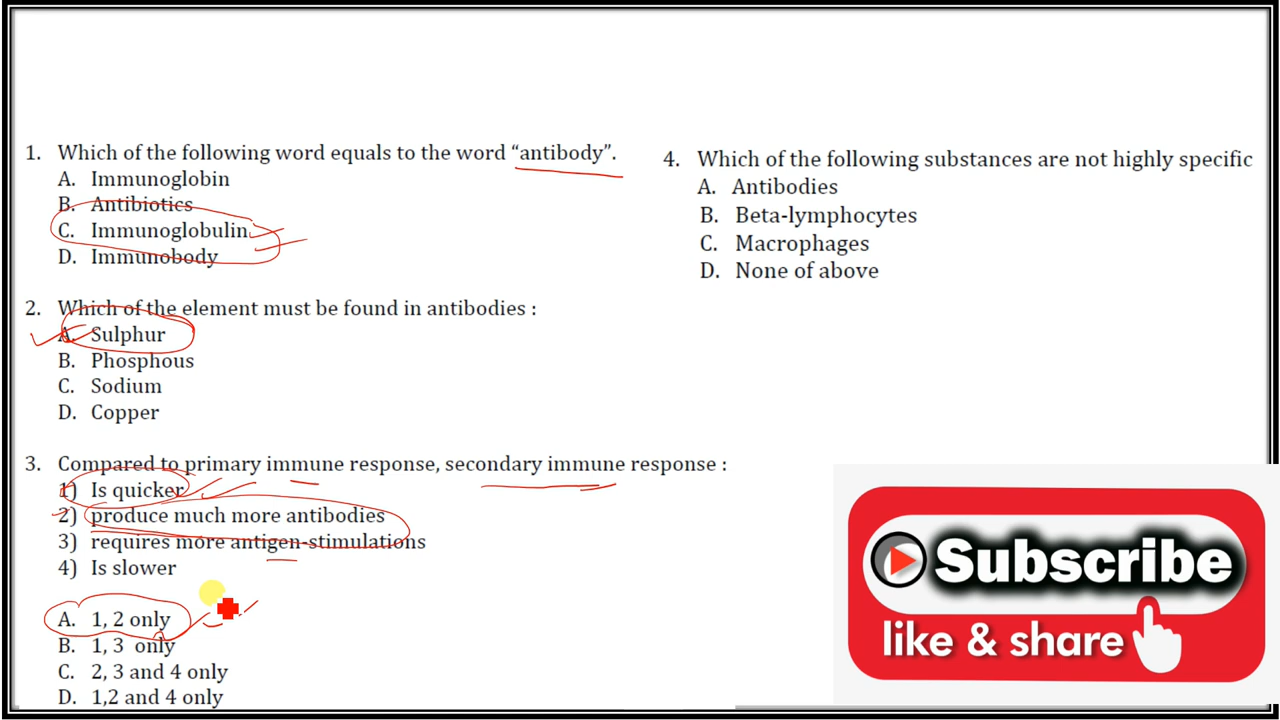 1. Which of the following word equals to the word “antibody”.
A. Immunoglobin
B. Antibiotics
C. Immunoglobulin
D. Immunobody
2. Which of the element must be found in antibodies :
A. Sulphur
B. Phosphous
C. Sodium
D. Copper
3. Compared to primary immune response, secondary immune response :
1) Is quicker
2) produce much more antibodies
3) requires more antigen-stimulations
4) Is slower
A. 1, 2 only
B. 1, 3 only
C. 2, 3 and 4 only
D. 1,2 and 4 only
4. Which of the following substances are not highly specific
A. Antibodies
B. Beta-lymphocytes
C. Macrophages
D. None of above
Subscribe
like & share